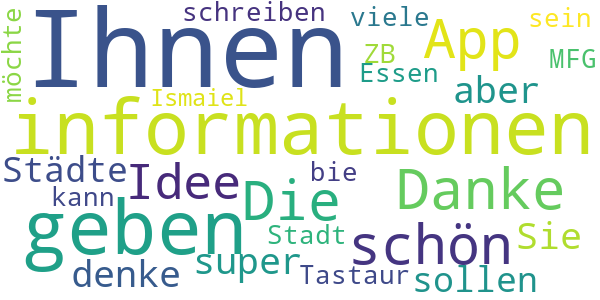 schreiben viele sein
möchte Ihnen ZB App MFG
Essen
Ismaiel aber
informationen
Städte Idee bie Danke
kann Die
geben Stadt schön Sie
denke super Tastaur sollen